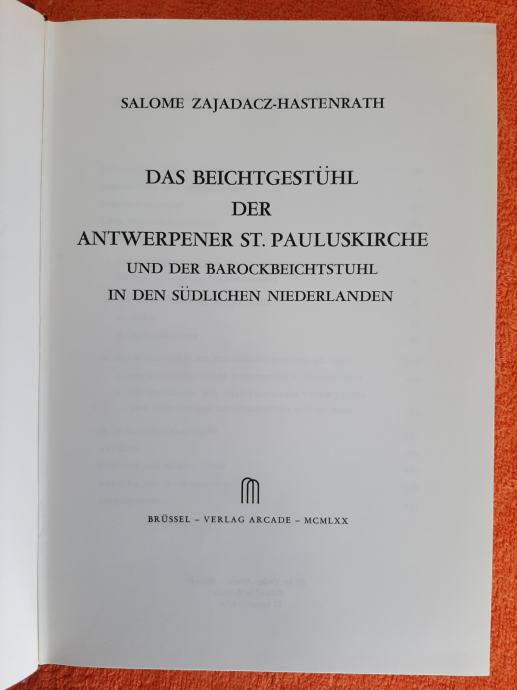 SALOME ZAJADACZ-HASTENRATH
DAS BEICHTGESTÜHL
DER
ANTWERPENER ST. PAULUSKIRCHE
UND DER BAROCKBEICHTSTUHL
IN DEN SÜDLICHEN NIEDERLANDEN
BRÜSSEL – VERLAG ARCADE – MCMLXX